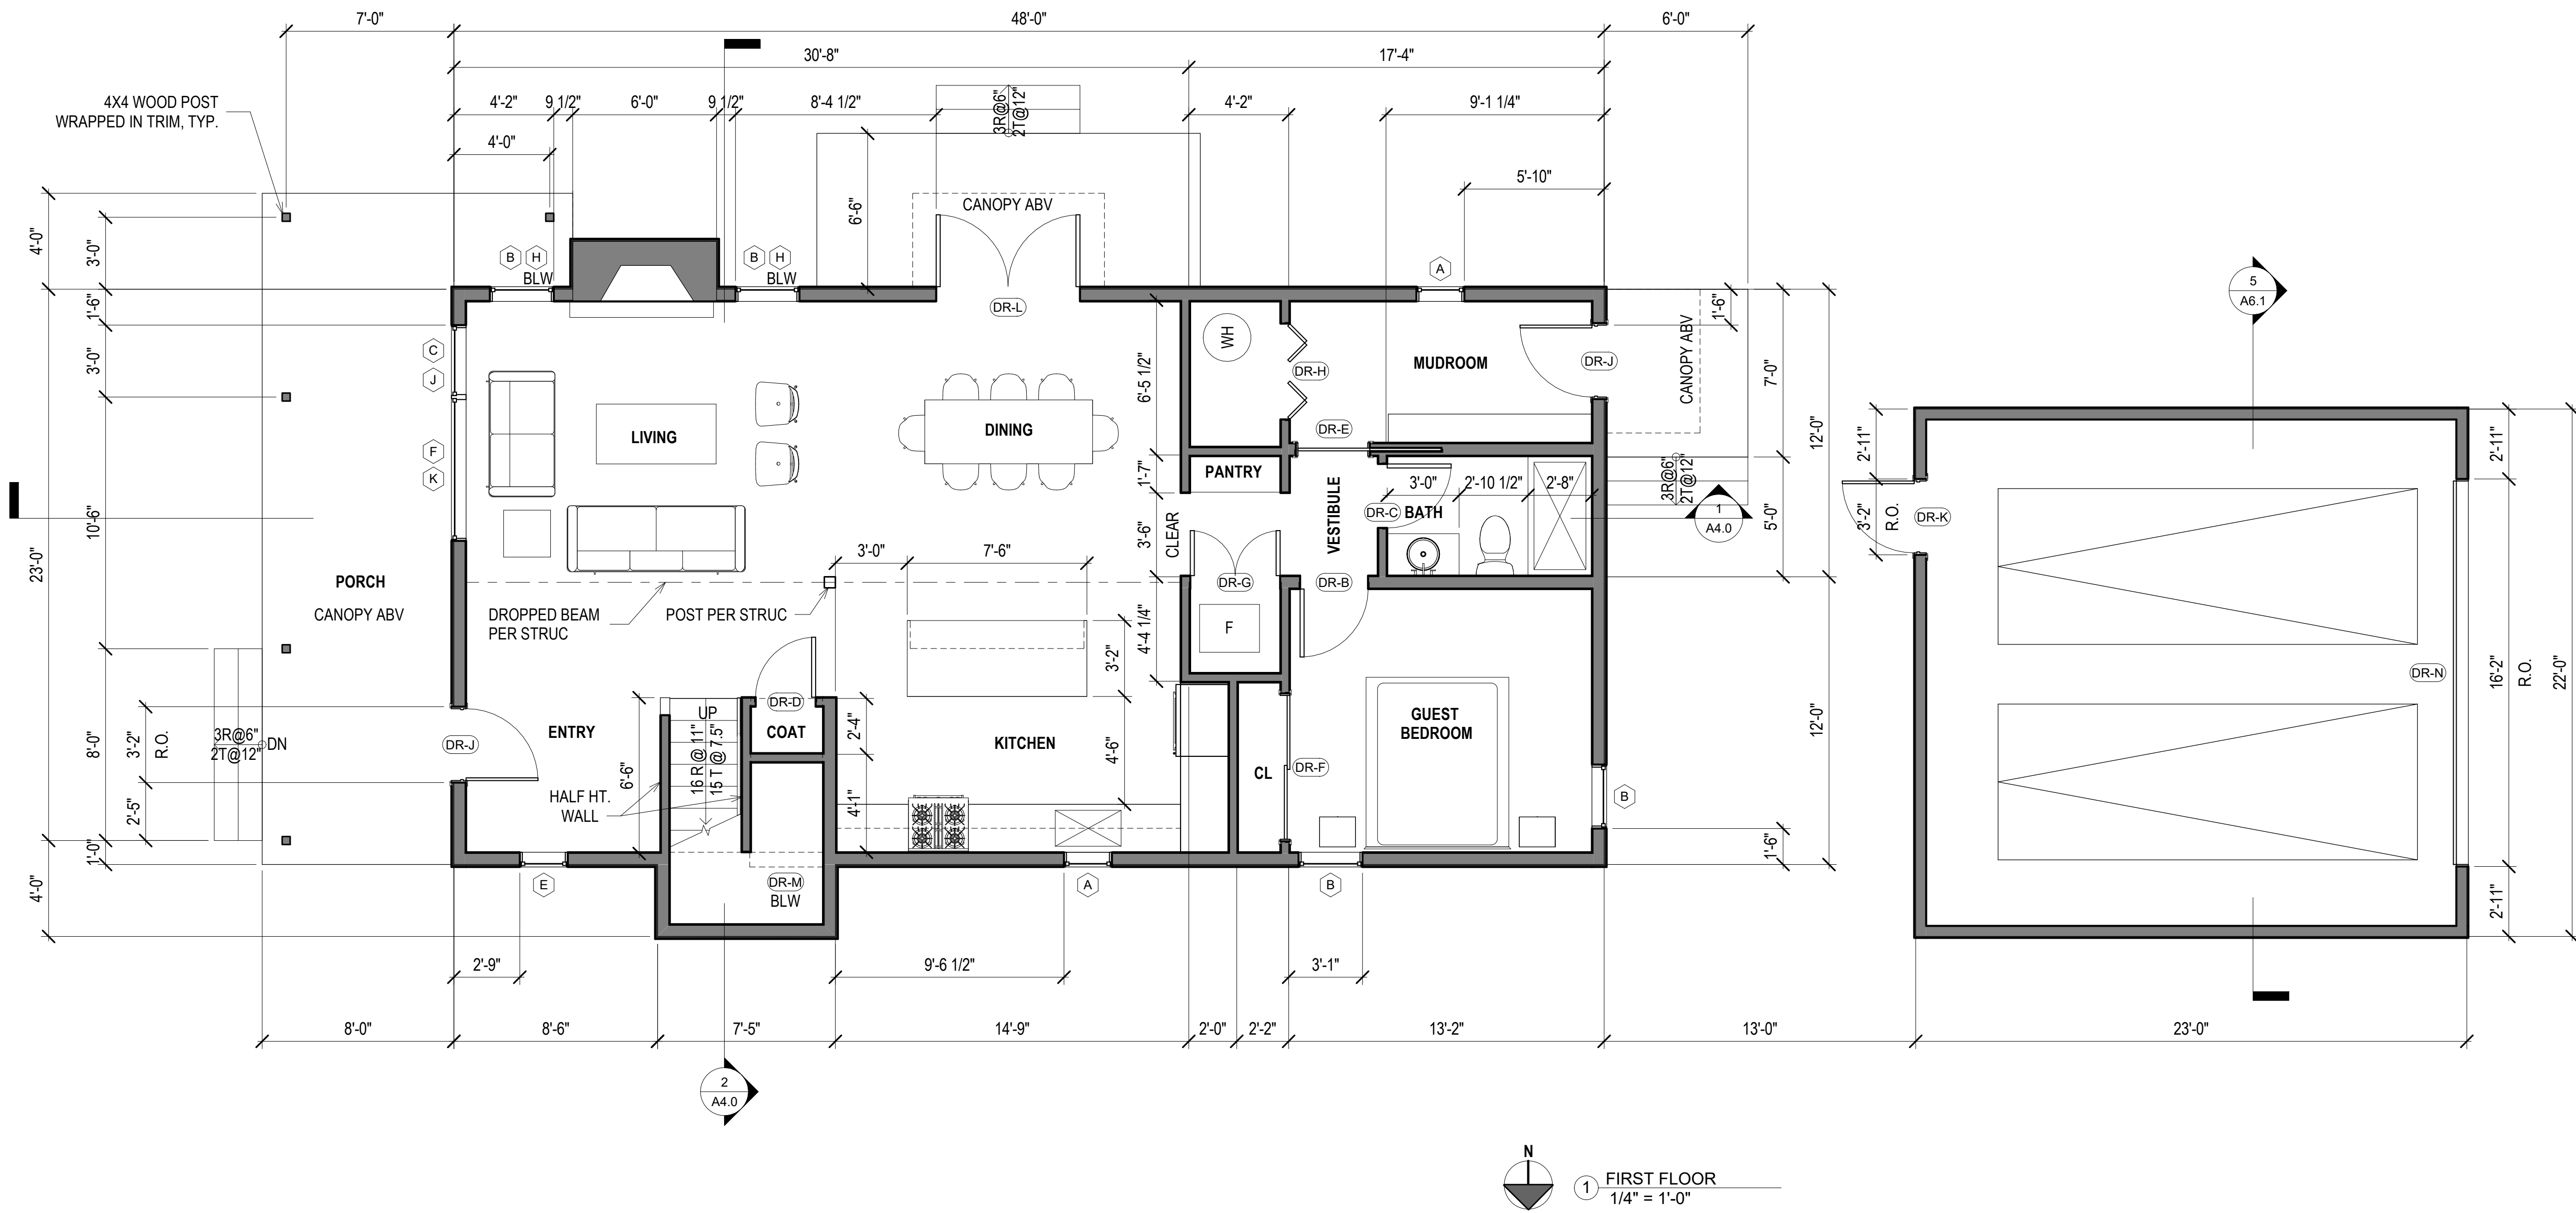 7'-0"
48'-0"
6'-0"
30'-8"
17'-4"
4X4 WOOD POST
WRAPPED IN TRIM, TYP.
4'-2"
9 1/2"
6'-0"
9 1/2"
8'-4 1/2"
3R@6"
2T@12"
4'-2"
9'-1 1/4"
4'-0"
5'-10"
6'-6"
CANOPY ABV
4'-0"
3'-0"
B
H
BLW
B
H
BLW
A
5
A6.1
DR-L
1'-6"
1'-6"
CANOPY ABV
7'-0"
12'-0"
3'-0"
C
J
WH
DR-H
MUDROOM
DR-J
6'-5 1/2"
LIVING
DINING
DR-E
F
K
PANTRY
1'-7"
2'-11"
2'-11"
3'-0"
2'-10 1/2"
2'-8"
3R@6"
2T@12"
VESTIBULE
DR-C
BATH
1
A4.0
5'-0"
3'-2"
R.O.
DR-K
10'-6"
23'-0"
3'-6"
CLEAR
3'-0"
7'-6"
PORCH
CANOPY ABV
DR-G
DR-B
DROPPED BEAM
PER STRUC
POST PER STRUC
F
4'-4 1/4"
3'-2"
DR-N
16'-2"
R.O.
22'-0"
DR-D
COAT
UP
16 R @ 11"
15 T @ 7.5"
2'-4"
GUEST
BEDROOM
12'-0"
ENTRY
KITCHEN
8'-0"
3'-2"
R.O.
3R@6"
2T@12"
DN
DR-J
4'-6"
CL
DR-F
6'-6"
HALF HT.
WALL
4'-1"
B
2'-5"
1'-0"
1'-6"
4'-0"
E
DR-M
BLW
A
B
2'-11"
2'-9"
9'-6 1/2"
3'-1"
8'-0"
8'-6"
7'-5"
14'-9"
2'-0"
2'-2"
13'-2"
13'-0"
23'-0"
2
A4.0
N
1
FIRST FLOOR
1/4" = 1'-0"